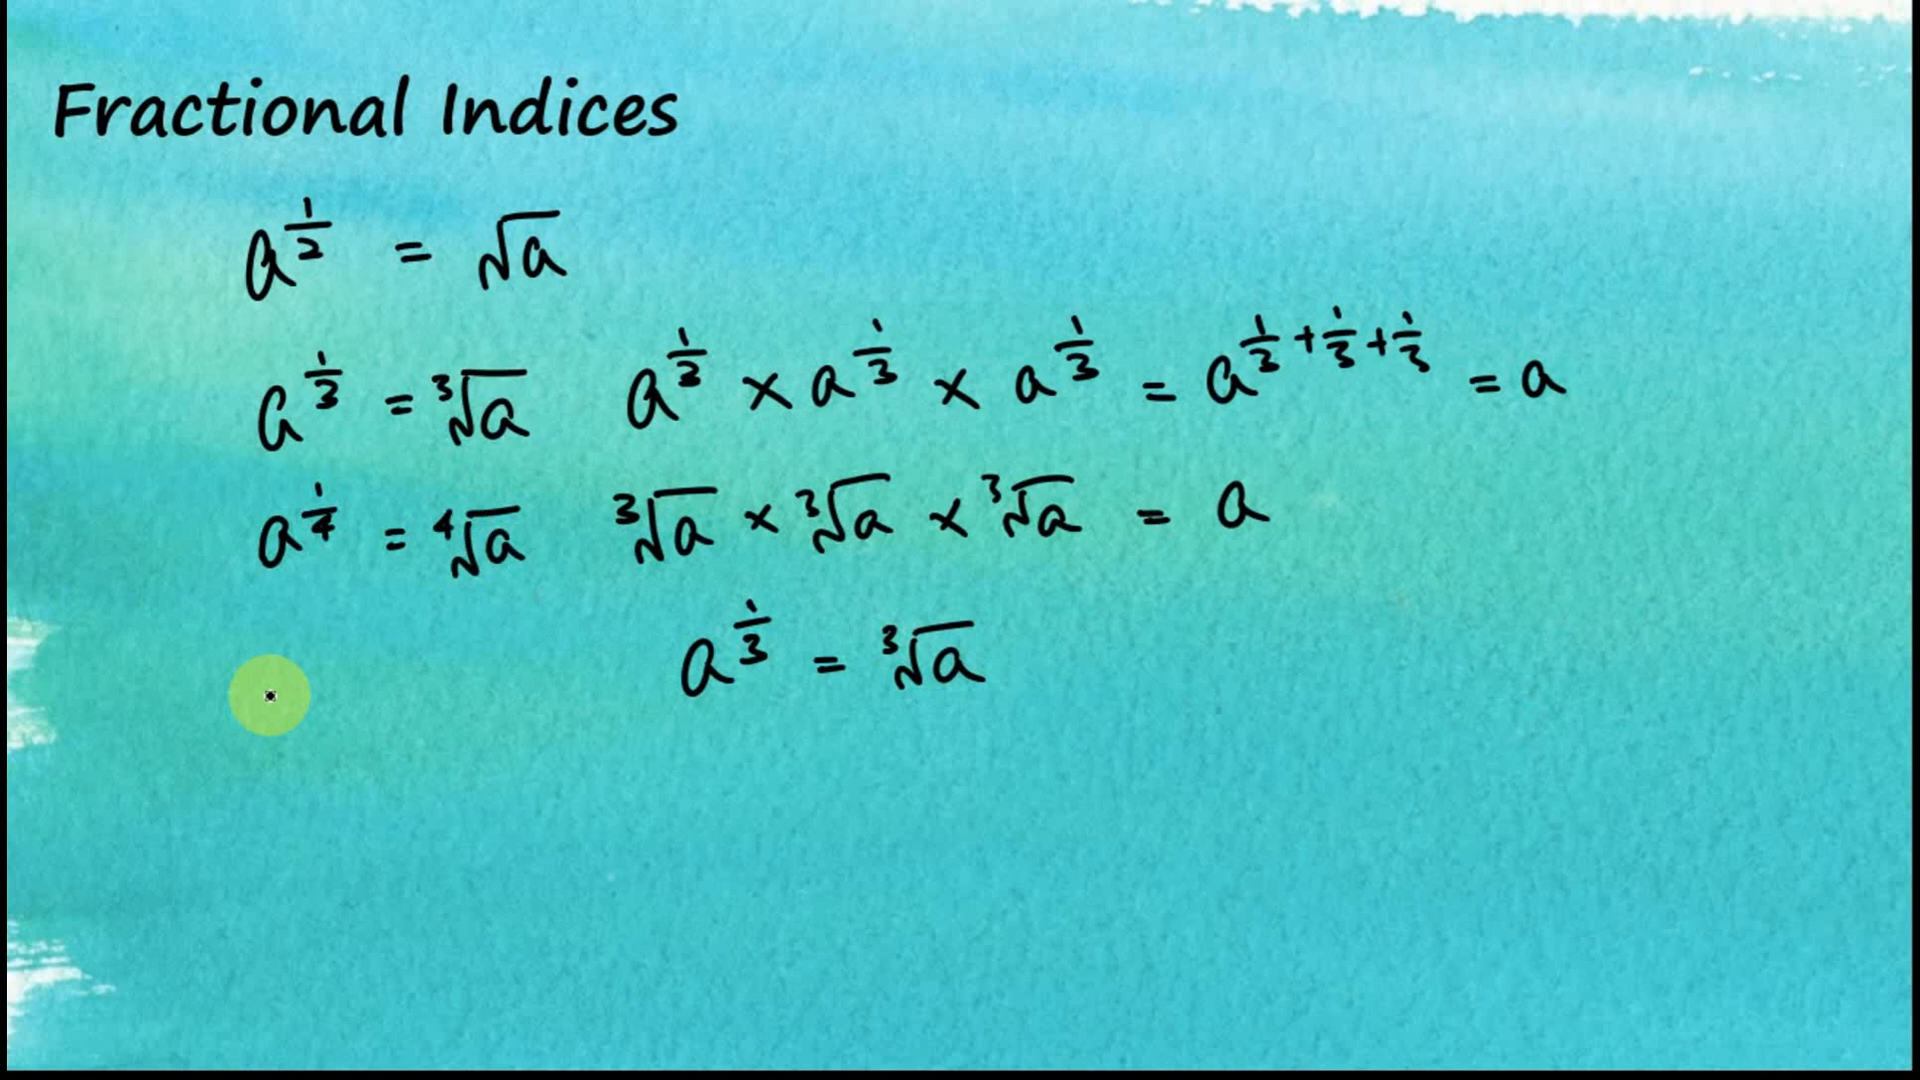 Fractional Indices
a^{1/2} = √a
a^{1/3} = ∛a
a^{1/3} × a^{1/3} × a^{1/3} = a^{1/3 + 1/3 + 1/3} = a
a^{1/4} = ∜a
∛a × ∛a × ∛a = a
a^{1/3} = ∛a